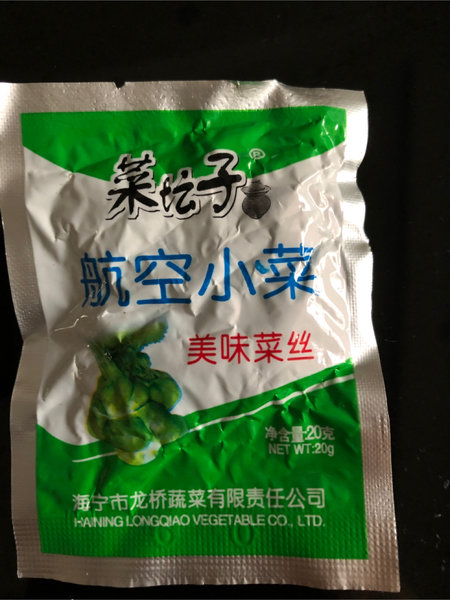 菜坛子®
航空小菜
美味菜丝
净含量:20克
NET WT:20g
海宁市龙桥蔬菜有限责任公司
HAINING LONGQIAO VEGETABLE CO., LTD.